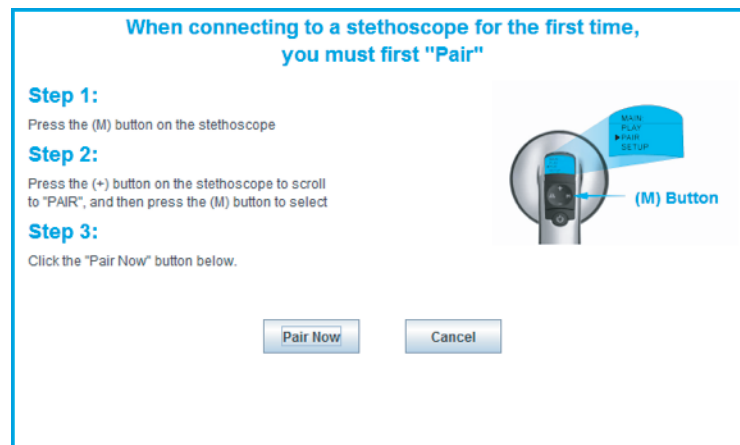 When connecting to a stethoscope for the first time,
you must first "Pair"
Step 1:
Press the (M) button on the stethoscope
Step 2:
Press the (+) button on the stethoscope to scroll
to "PAIR", and then press the (M) button to select
Step 3:
Click the "Pair Now" button below.
MAIN
PLAY
▶PAIR
SETUP
(M) Button
Pair Now
Cancel